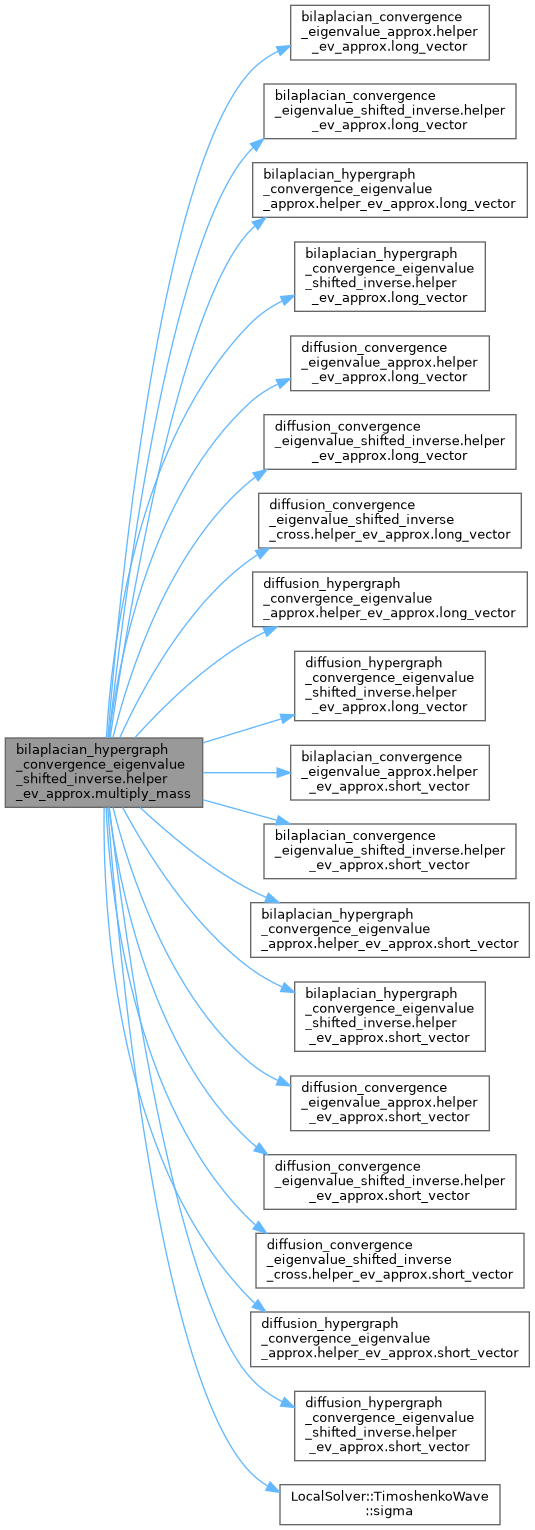 bilaplacian_convergence
_eigenvalue_approx.helper
_ev_approx.long_vector
bilaplacian_convergence
_eigenvalue_shifted_inverse.helper
_ev_approx.long_vector
bilaplacian_hypergraph
_convergence_eigenvalue
_approx.helper_ev_approx.long_vector
bilaplacian_hypergraph
_convergence_eigenvalue
_shifted_inverse.helper
_ev_approx.long_vector
diffusion_convergence
_eigenvalue_approx.helper
_ev_approx.long_vector
diffusion_convergence
_eigenvalue_shifted_inverse.helper
_ev_approx.long_vector
diffusion_convergence
_eigenvalue_shifted_inverse
_cross.helper_ev_approx.long_vector
diffusion_hypergraph
_convergence_eigenvalue
_approx.helper_ev_approx.long_vector
diffusion_hypergraph
_convergence_eigenvalue
_shifted_inverse.helper
_ev_approx.long_vector
bilaplacian_hypergraph
_convergence_eigenvalue
_shifted_inverse.helper
_ev_approx.multiply_mass
bilaplacian_convergence
_eigenvalue_approx.helper
_ev_approx.short_vector
bilaplacian_convergence
_eigenvalue_shifted_inverse.helper
_ev_approx.short_vector
bilaplacian_hypergraph
_convergence_eigenvalue
_approx.helper_ev_approx.short_vector
bilaplacian_hypergraph
_convergence_eigenvalue
_shifted_inverse.helper
_ev_approx.short_vector
diffusion_convergence
_eigenvalue_approx.helper
_ev_approx.short_vector
diffusion_convergence
_eigenvalue_shifted_inverse.helper
_ev_approx.short_vector
diffusion_convergence
_eigenvalue_shifted_inverse
_cross.helper_ev_approx.short_vector
diffusion_hypergraph
_convergence_eigenvalue
_approx.helper_ev_approx.short_vector
diffusion_hypergraph
_convergence_eigenvalue
_shifted_inverse.helper
_ev_approx.short_vector
LocalSolver::TimoshenkoWave
::sigma